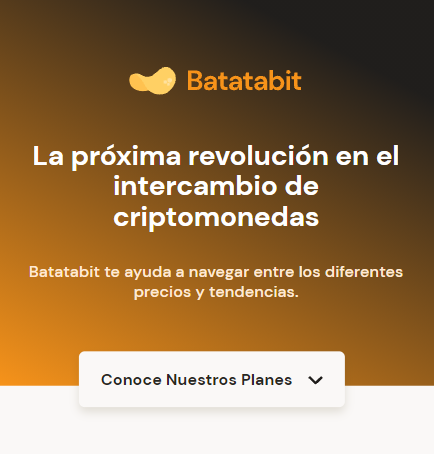 Batatabit
La próxima revolución en el
intercambio de
criptomonedas
Batatabit te ayuda a navegar entre los diferentes
precios y tendencias.
Conoce Nuestros Planes